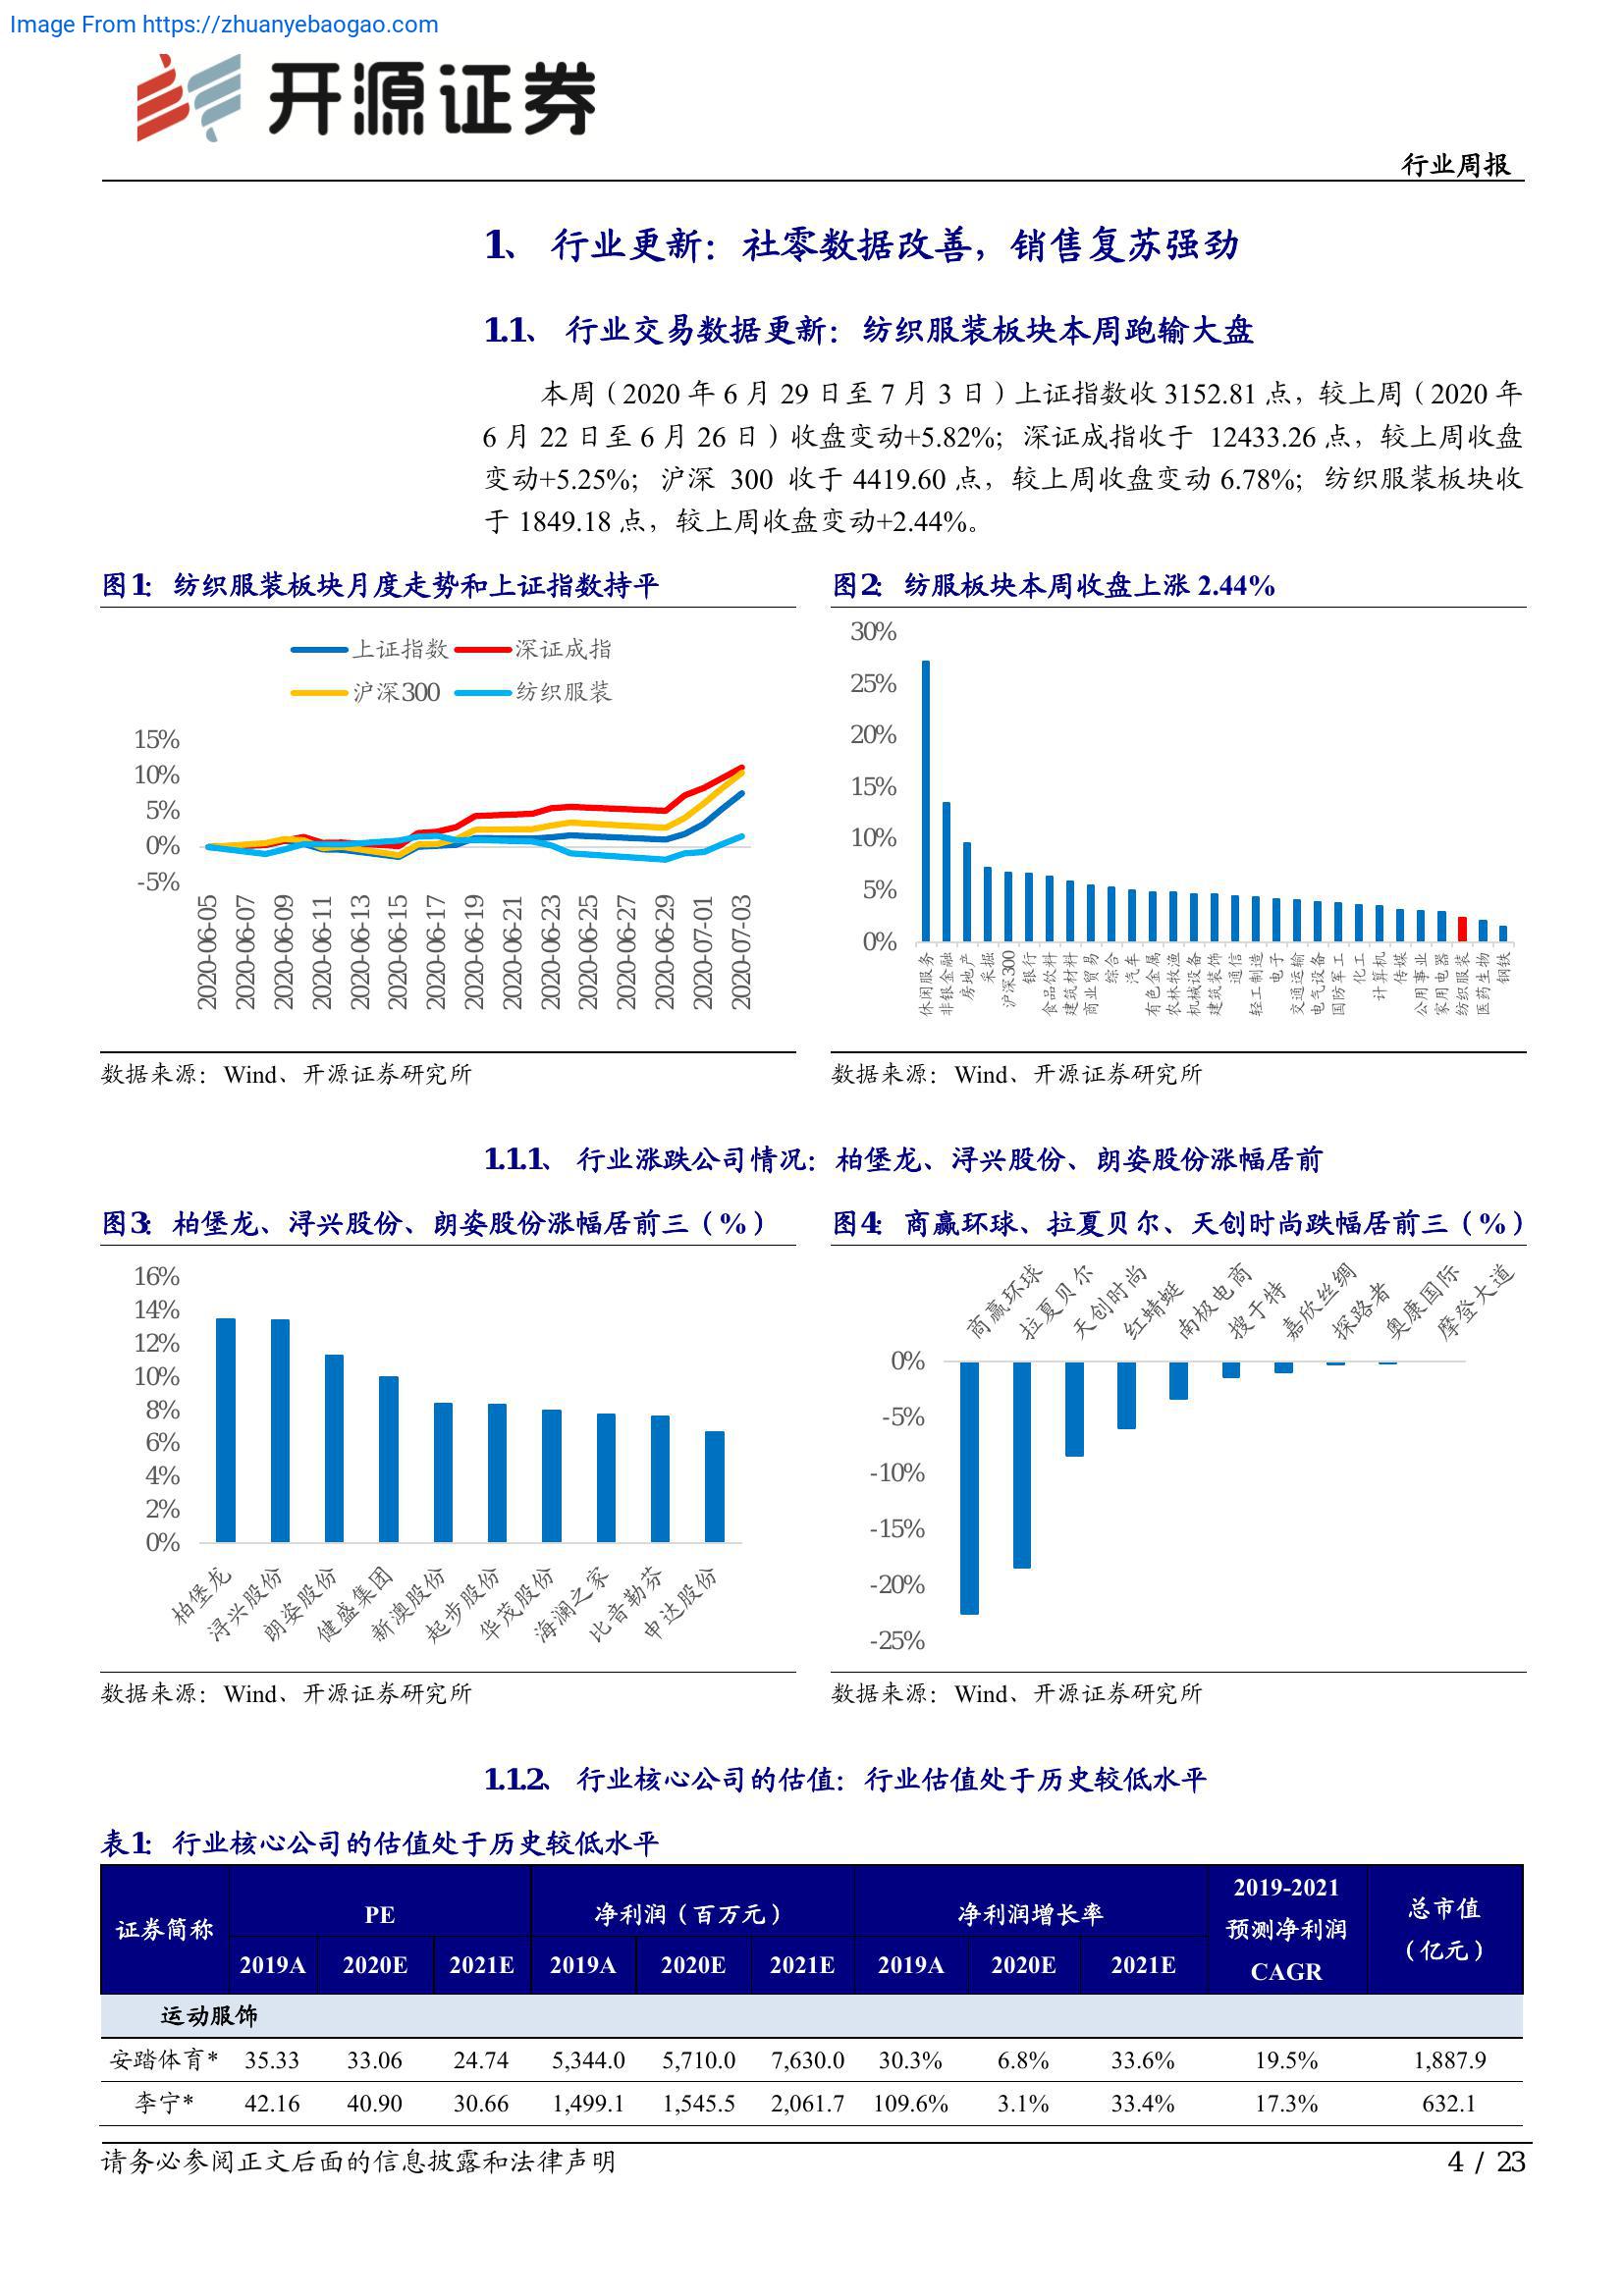 Image From https://zhuanyebaogao.com
开源证券
行业周报
1、 行业更新：社零数据改善，销售复苏强劲
1.1、 行业交易数据更新：纺织服装板块本周跑输大盘
本周（2020 年 6 月 29 日至 7 月 3 日）上证指数收 3152.81 点，较上周（2020 年
6 月 22 日至 6 月 26 日）收盘变动+5.82%；深证成指收于 12433.26 点，较上周收盘
变动+5.25%；沪深 300 收于 4419.60 点，较上周收盘变动 6.78%；纺织服装板块收
于 1849.18 点，较上周收盘变动+2.44%。
图1： 纺织服装板块月度走势和上证指数持平
上证指数 深证成指
沪深300 纺织服装
15%
10%
5%
0%
-5%
2020-06-05
2020-06-07
2020-06-09
2020-06-11
2020-06-13
2020-06-15
2020-06-17
2020-06-19
2020-06-21
2020-06-23
2020-06-25
2020-06-27
2020-06-29
2020-07-01
2020-07-03
数据来源：Wind、开源证券研究所
图2： 纺服板块本周收盘上涨 2.44%
30%
25%
20%
15%
10%
5%
0%
休闲服务
非银金融
房地产
采掘
沪深300
银行
食品饮料
建筑材料
商业贸易
综合
汽车
有色金属
农林牧渔
机械设备
建筑装饰
通信
轻工制造
电子
交通运输
电气设备
国防军工
化工
计算机
传媒
公用事业
家用电器
纺织服装
医药生物
钢铁
数据来源：Wind、开源证券研究所
1.1.1、 行业涨跌公司情况：柏堡龙、浔兴股份、朗姿股份涨幅居前
图3： 柏堡龙、浔兴股份、朗姿股份涨幅居前三（%）
16%
14%
12%
10%
8%
6%
4%
2%
0%
柏堡龙
浔兴股份
朗姿股份
健盛集团
新澳股份
起步股份
华茂股份
海澜之家
比音勒芬
申达股份
数据来源：Wind、开源证券研究所
图4： 商赢环球、拉夏贝尔、天创时尚跌幅居前三（%）
商赢环球
拉夏贝尔
天创时尚
红蜻蜓
南极电商
搜于特
嘉欣丝绸
探路者
奥康国际
摩登大道
0%
-5%
-10%
-15%
-20%
-25%
数据来源：Wind、开源证券研究所
1.1.2、 行业核心公司的估值：行业估值处于历史较低水平
表1： 行业核心公司的估值处于历史较低水平
证券简称 PE 净利润（百万元） 净利润增长率 2019-2021 预测净利润 CAGR 总市值（亿元）
2019A 2020E 2021E 2019A 2020E 2021E 2019A 2020E 2021E
运动服饰
安踏体育* 35.33 33.06 24.74 5,344.0 5,710.0 7,630.0 30.3% 6.8% 33.6% 19.5% 1,887.9
李宁* 42.16 40.90 30.66 1,499.1 1,545.5 2,061.7 109.6% 3.1% 33.4% 17.3% 632.1
请务必参阅正文后面的信息披露和法律声明
4 / 23